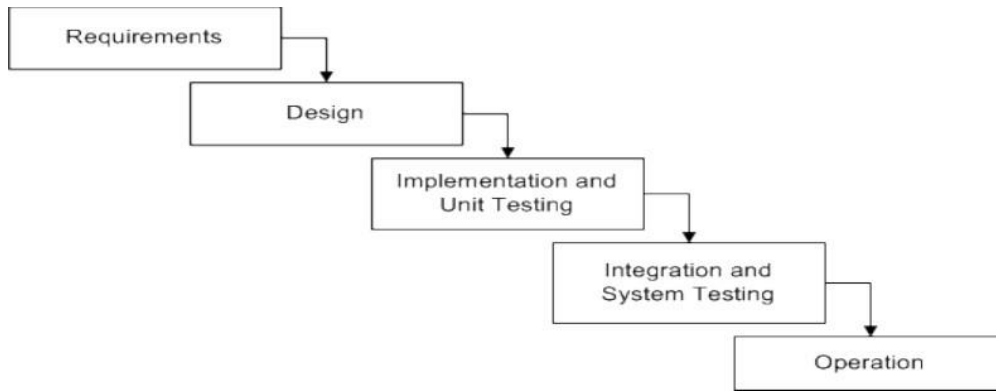 Requirements
Design
Implementation and
Unit Testing
Integration and
System Testing
Operation